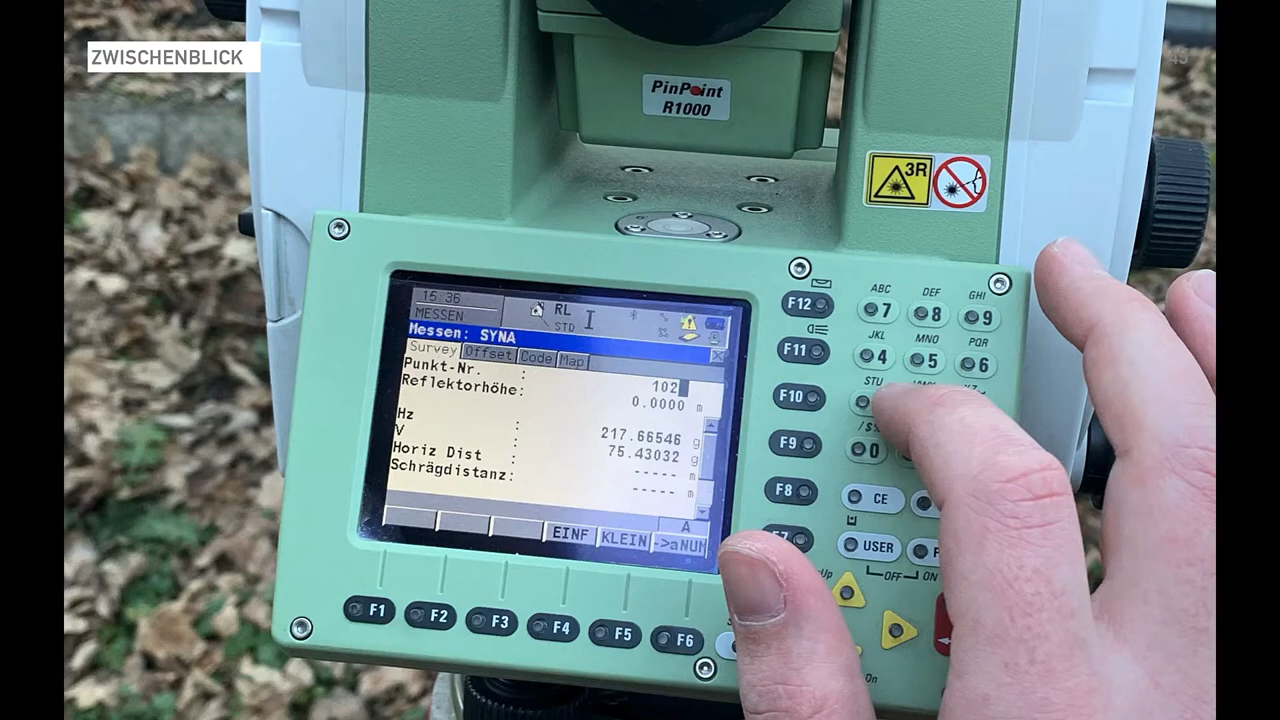 ZWISCHENBLICK
45
PinPoint
R1000
3R
15:36
MESSEN
RL
STD
Messen: SYNA
Survey Offset Code Map
Punkt-Nr. : 102
Reflektorhöhe: 0.0000 m
Hz : 217.66546 g
V : 75.43032 g
Horiz Dist : ----- m
Schrägdistanz: ----- m
A
EINF KLEIN ->aNUM
F1 F2 F3 F4 F5 F6
F12
F11
F10
F9
F8
ABC DEF GHI
7 8 9
JKL MNO PQR
4 5 6
STU
0
CE
USER
OFF ON